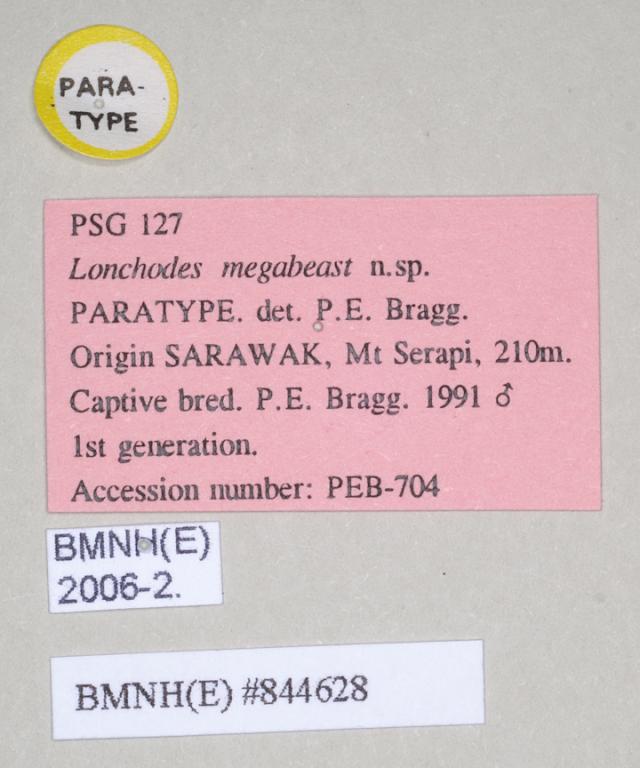 PARA-
TYPE
PSG 127
Lonchodes megabeast n.sp.
PARATYPE. det. P.E. Bragg.
Origin SARAWAK, Mt Serapi, 210m.
Captive bred. P.E. Bragg. 1991 ♂
1st generation.
Accession number: PEB-704
BMNH(E)
2006-2.
BMNH(E) #844628